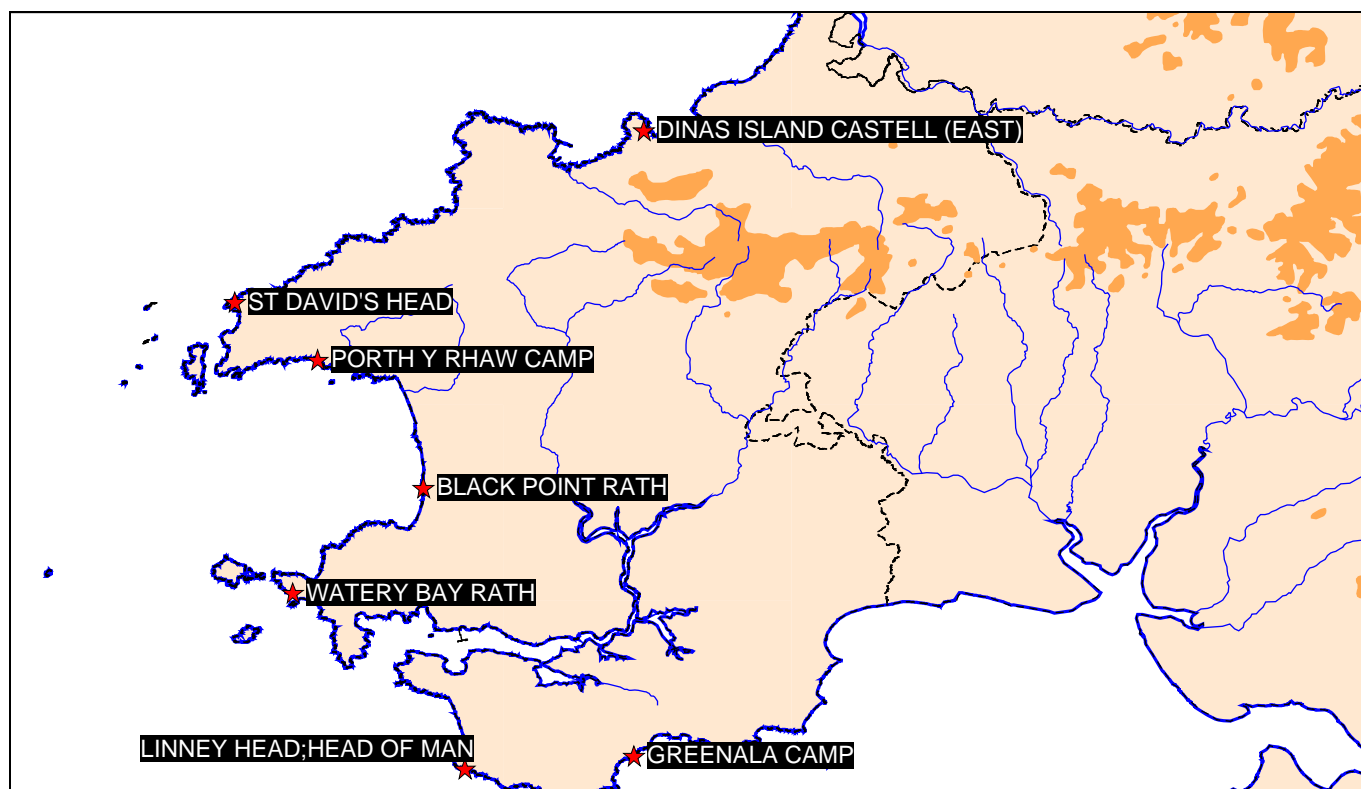 DINAS ISLAND CASTELL (EAST)
ST DAVID'S HEAD
PORTH Y RHAW CAMP
BLACK POINT RATH
WATERY BAY RATH
LINNEY HEAD;HEAD OF MAN
GREENALA CAMP